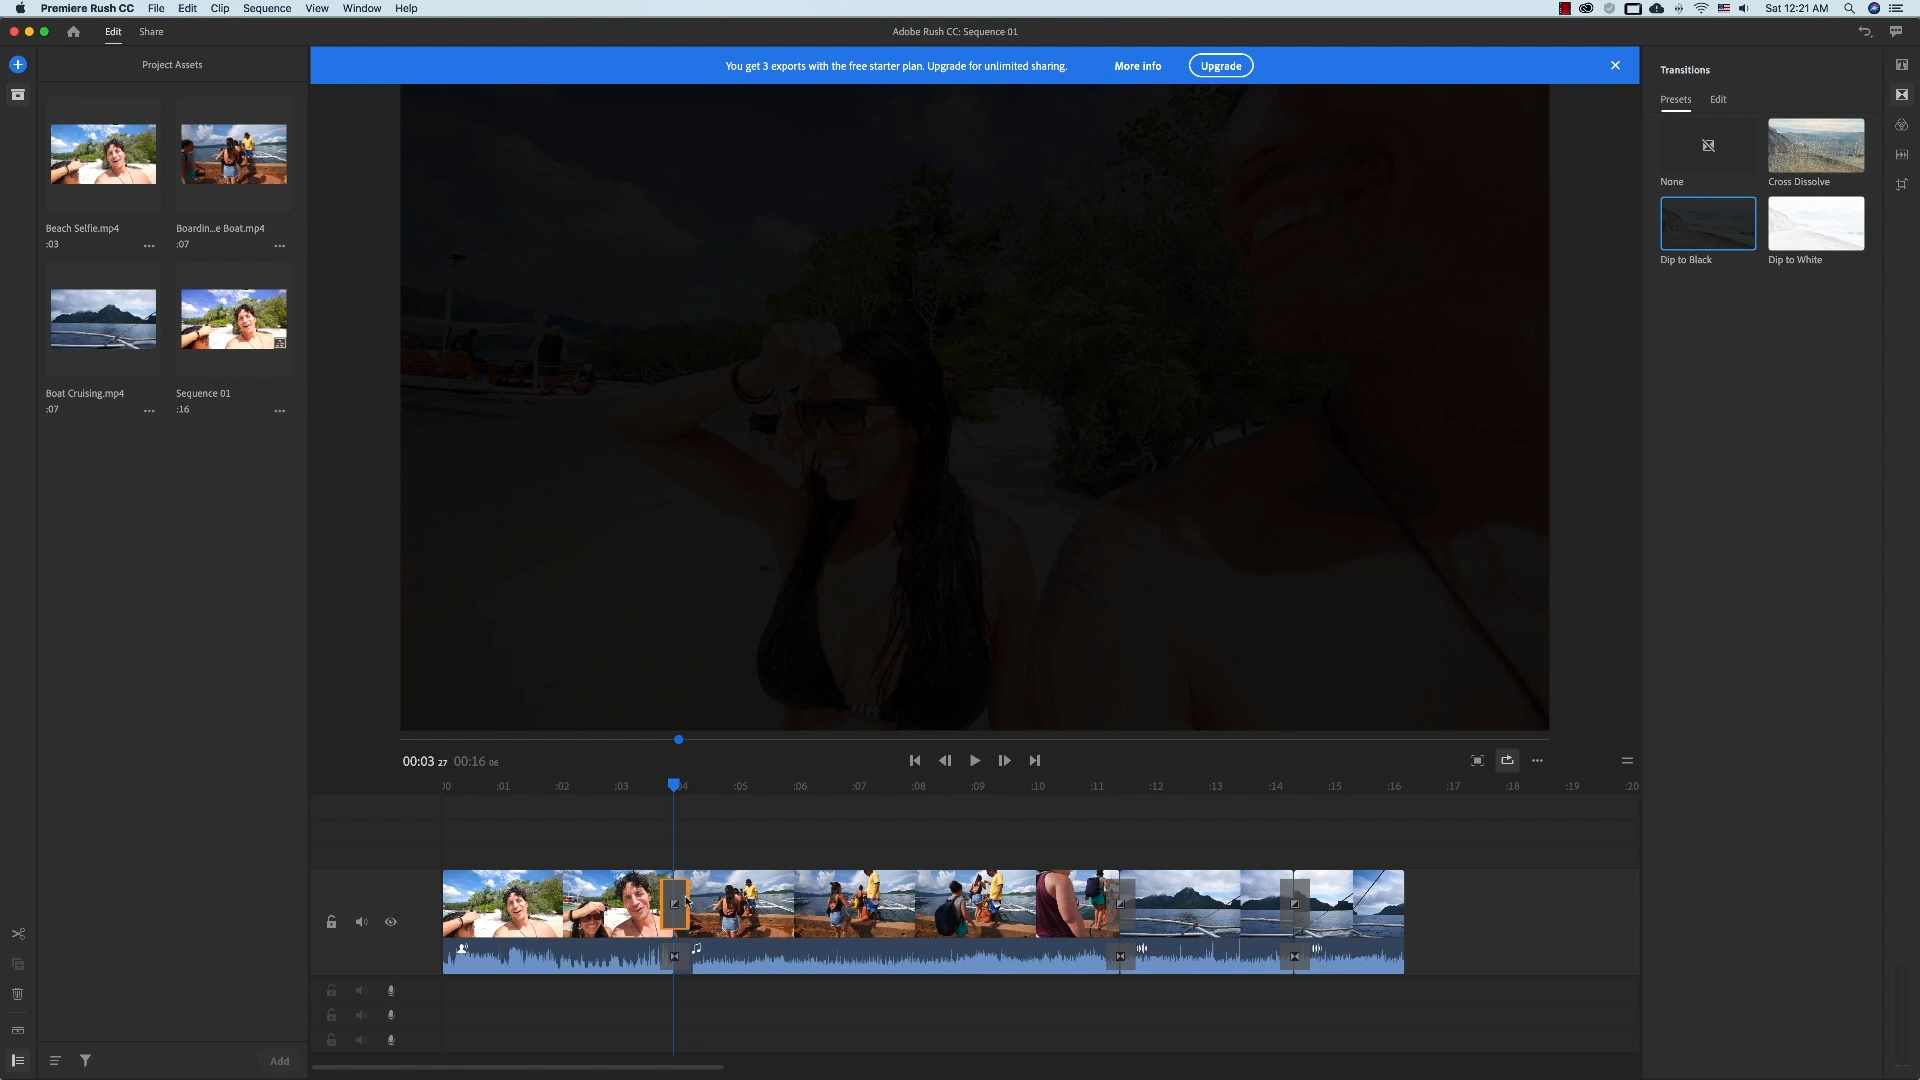 Premiere Rush CC File Edit Clip Sequence View Window Help
Sat 12:21 AM
Edit Share
Adobe Rush CC: Sequence 01
Project Assets
You get 3 exports with the free starter plan. Upgrade for unlimited sharing. More info Upgrade
Transitions
Presets Edit
None
Cross Dissolve
Dip to Black
Dip to White
Beach Selfie.mp4
:03
Boardin...e Boat.mp4
:07
Boat Cruising.mp4
:07
Sequence 01
:16
00:03 27 00:16 06
:01 :02 :03 :05 :06 :07 :08 :09 :10 :11 :12 :13 :14 :15 :16 :17 :18 :19 :20
Add